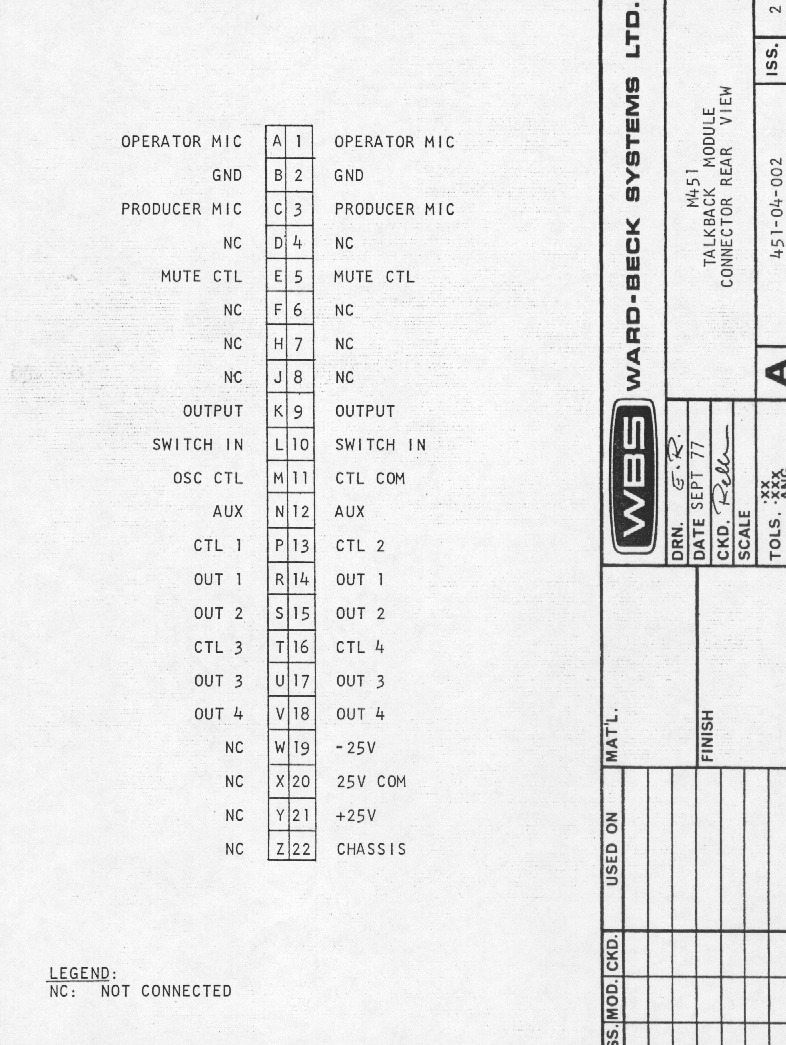 OPERATOR MIC A 1 OPERATOR MIC
GND B 2 GND
PRODUCER MIC C 3 PRODUCER MIC
NC D 4 NC
MUTE CTL E 5 MUTE CTL
NC F 6 NC
NC H 7 NC
NC J 8 NC
OUTPUT K 9 OUTPUT
SWITCH IN L 10 SWITCH IN
OSC CTL M 11 CTL COM
AUX N 12 AUX
CTL 1 P 13 CTL 2
OUT 1 R 14 OUT 1
OUT 2 S 15 OUT 2
CTL 3 T 16 CTL 4
OUT 3 U 17 OUT 3
OUT 4 V 18 OUT 4
NC W 19 -25V
NC X 20 25V COM
NC Y 21 +25V
NC Z 22 CHASSIS
LEGEND:
NC: NOT CONNECTED
WBS WARD-BECK SYSTEMS LTD.
M451
TALKBACK MODULE
CONNECTOR REAR VIEW
A 451-04-002 ISS. 2
DRN. G.R.
DATE SEPT 77
CKD.
SCALE
TOLS. .XX
.XXX
ANG
MAT'L.
FINISH
USED ON
CKD.
MOD.